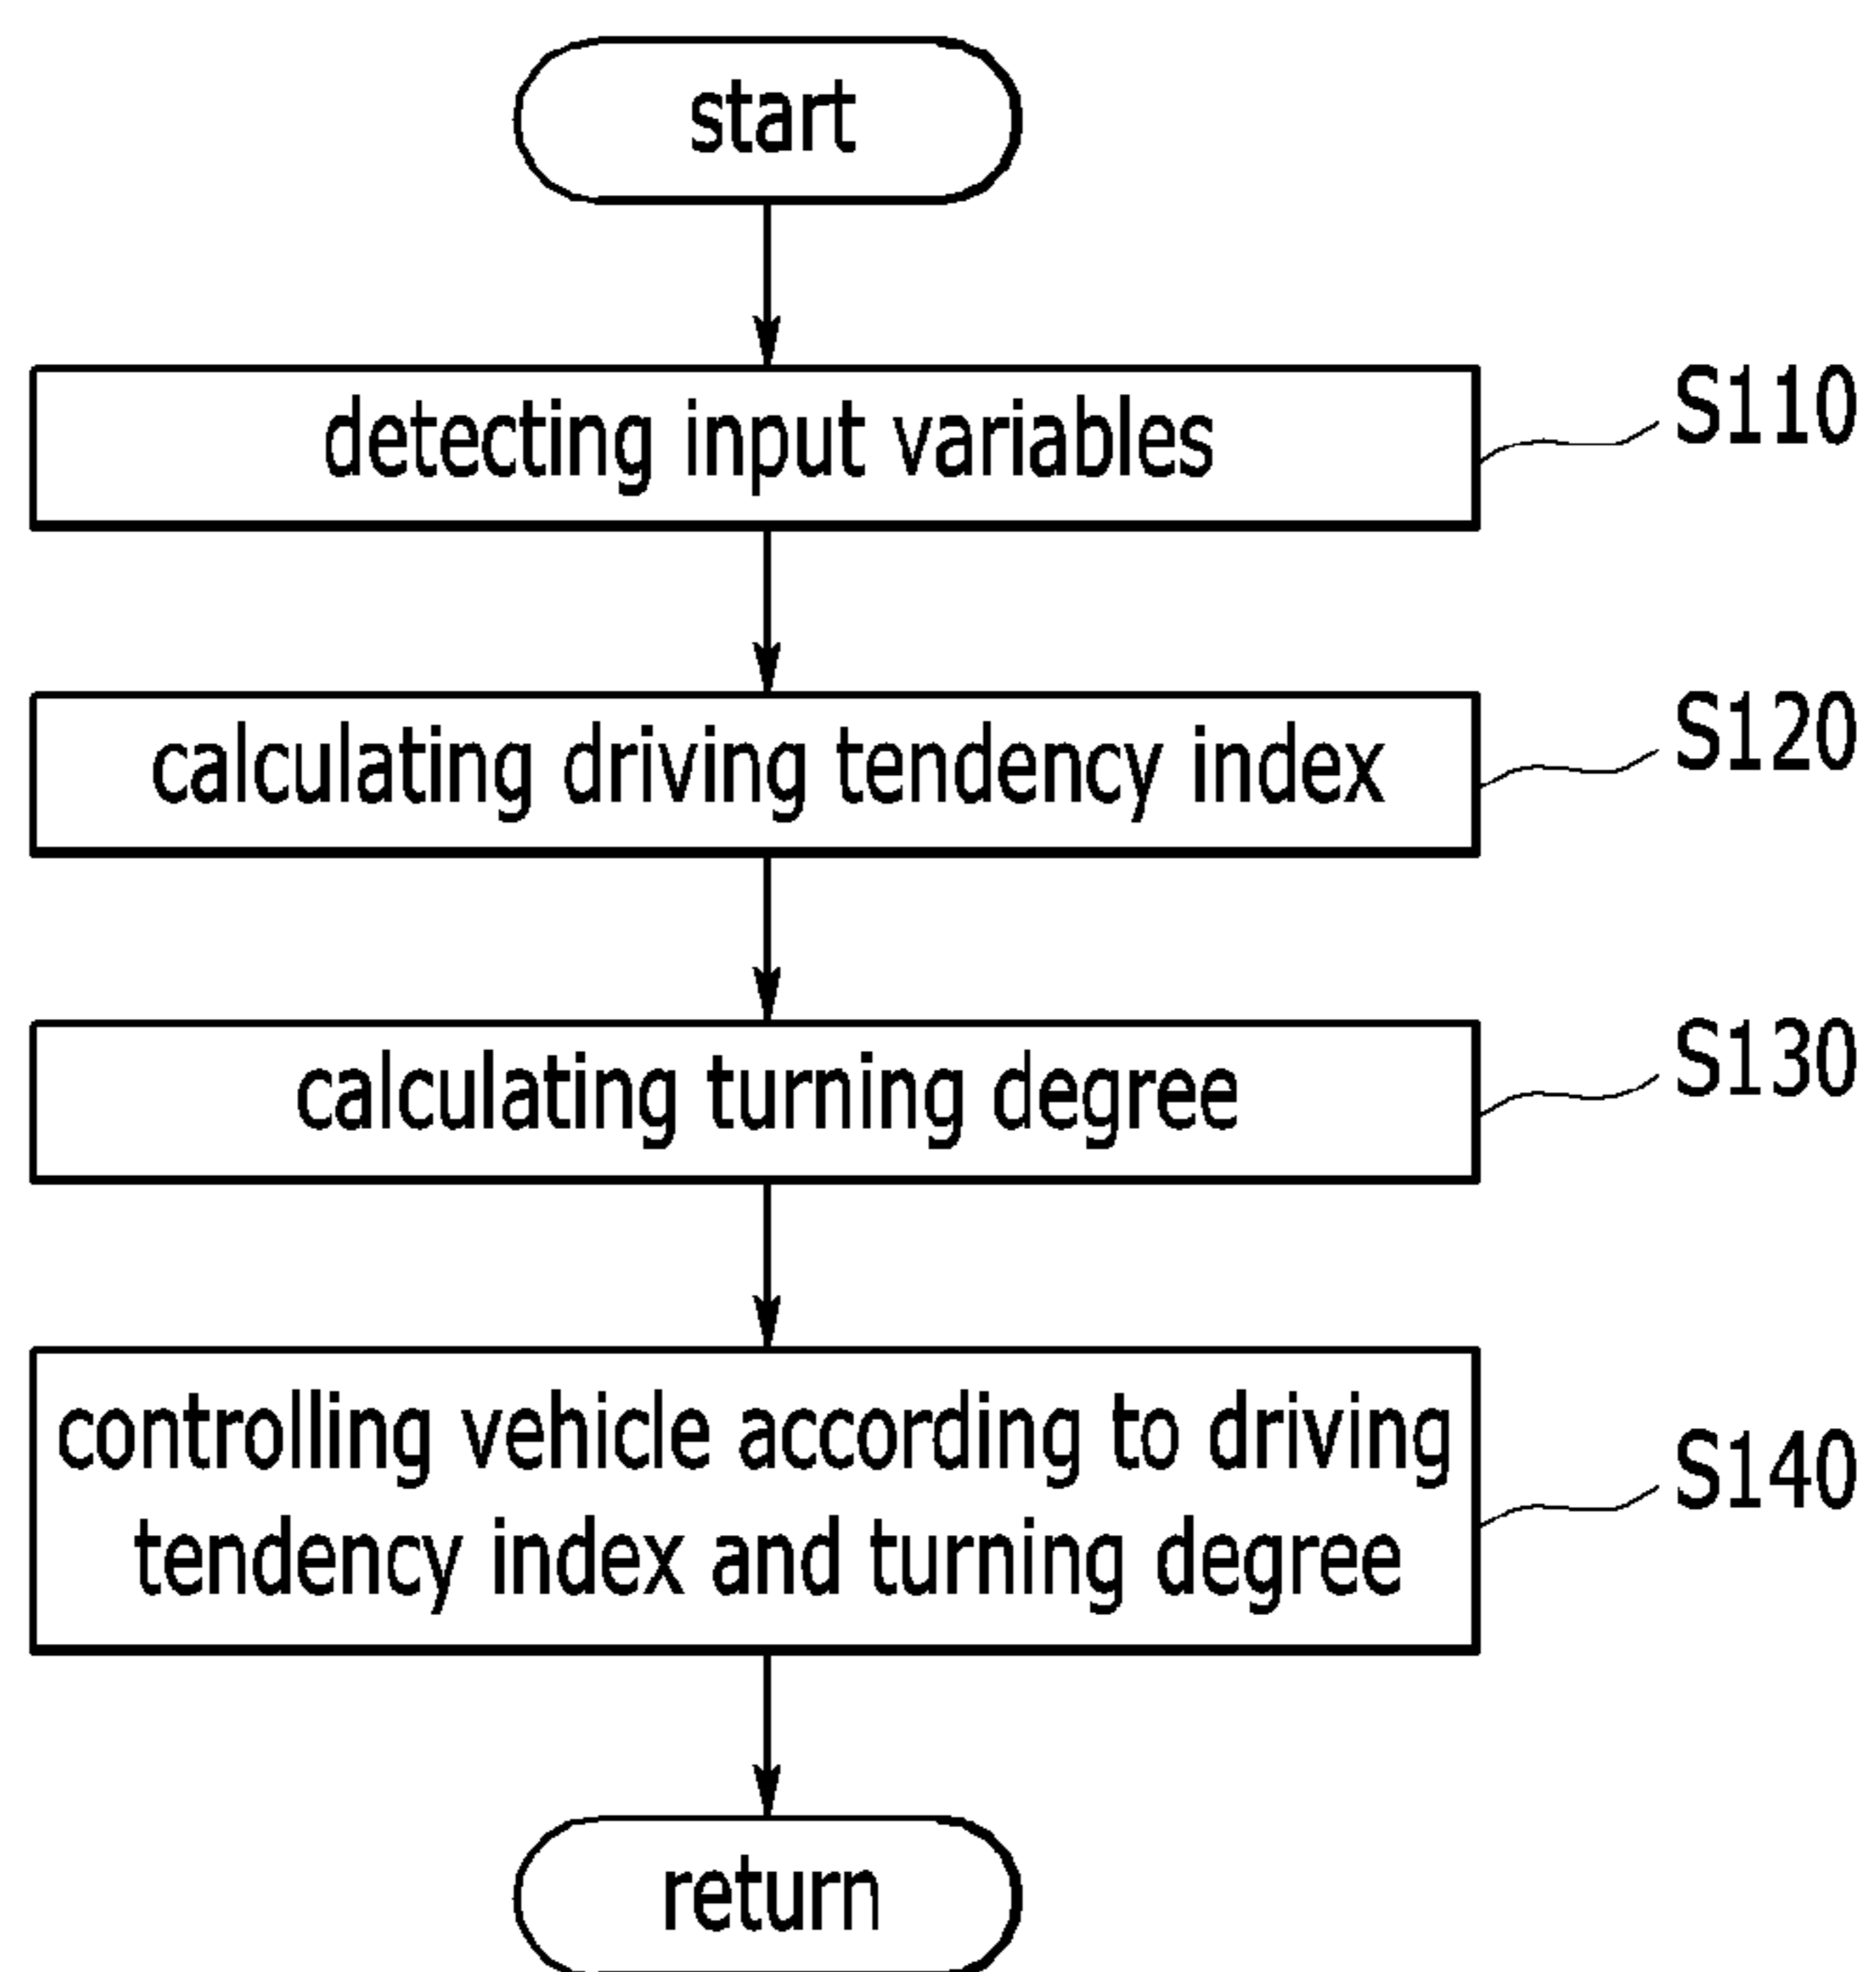 start
detecting input variables
S110
calculating driving tendency index
S120
calculating turning degree
S130
controlling vehicle according to driving
tendency index and turning degree
S140
return